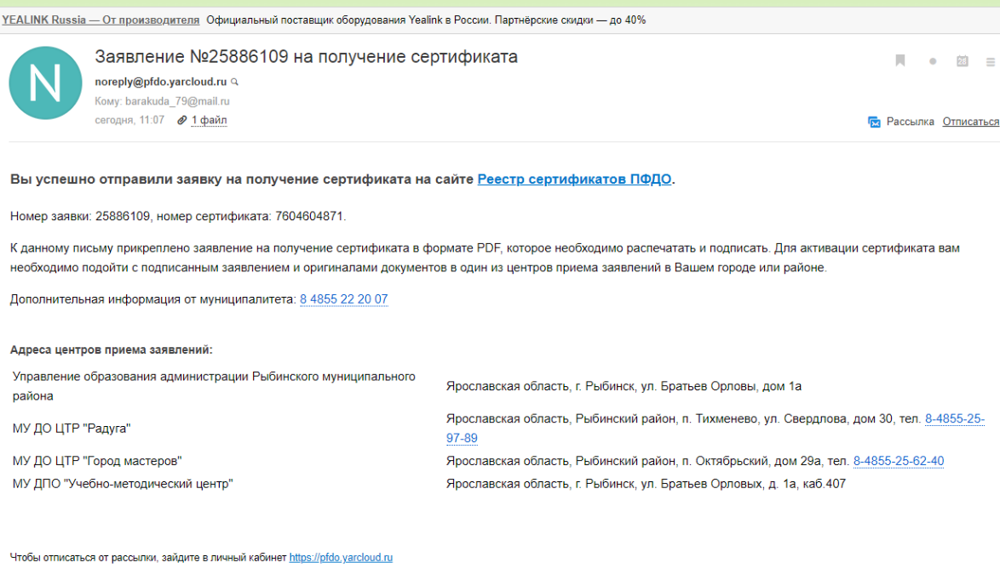 YEALINK Russia — От производителя Официальный поставщик оборудования Yealink в России. Партнёрские скидки — до 40%
N
Заявление №25886109 на получение сертификата
28
noreply@pfdo.yarcloud.ru
Кому: barakuda_79@mail.ru
сегодня, 11:07 1 файл
Рассылка Отписаться
Вы успешно отправили заявку на получение сертификата на сайте Реестр сертификатов ПФДО.
Номер заявки: 25886109, номер сертификата: 7604604871.
К данному письму прикреплено заявление на получение сертификата в формате PDF, которое необходимо распечатать и подписать. Для активации сертификата вам
необходимо подойти с подписанным заявлением и оригиналами документов в один из центров приема заявлений в Вашем городе или районе.
Дополнительная информация от муниципалитета: 8 4855 22 20 07
Адреса центров приема заявлений:
Управление образования администрации Рыбинского муниципального
района
Ярославская область, г. Рыбинск, ул. Братьев Орловы, дом 1а
МУ ДО ЦТР "Радуга"
Ярославская область, Рыбинский район, п. Тихменево, ул. Свердлова, дом 30, тел. 8-4855-25-
97-89
МУ ДО ЦТР "Город мастеров" Ярославская область, Рыбинский район, п. Октябрьский, дом 29а, тел. 8-4855-25-62-40
МУ ДПО "Учебно-методический центр" Ярославская область, г. Рыбинск, ул. Братьев Орловых, д. 1а, каб.407
Чтобы отписаться от рассылки, зайдите в личный кабинет https://pfdo.yarcloud.ru